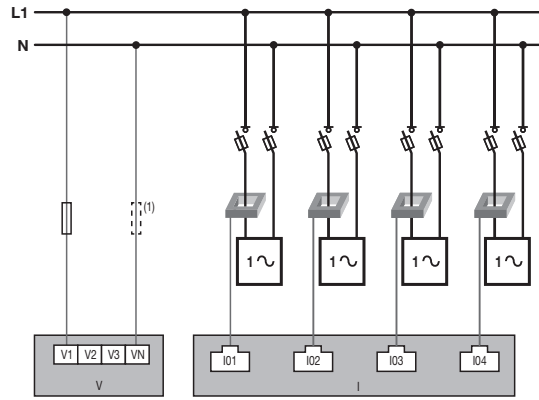 L1
N
(1)
1∿ 1∿ 1∿ 1∿
V1 V2 V3 VN
I01 I02 I03 I04
V I